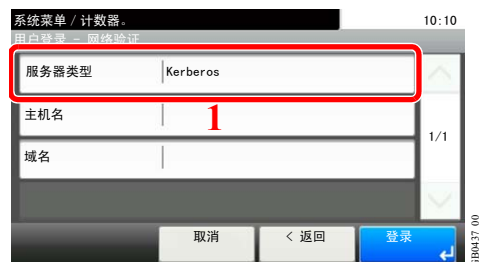 系统菜单 / 计数器。 10:10
用户登录 - 网络验证
服务器类型 Kerberos
主机名
1
1/1
域名
取消 < 返回 登录